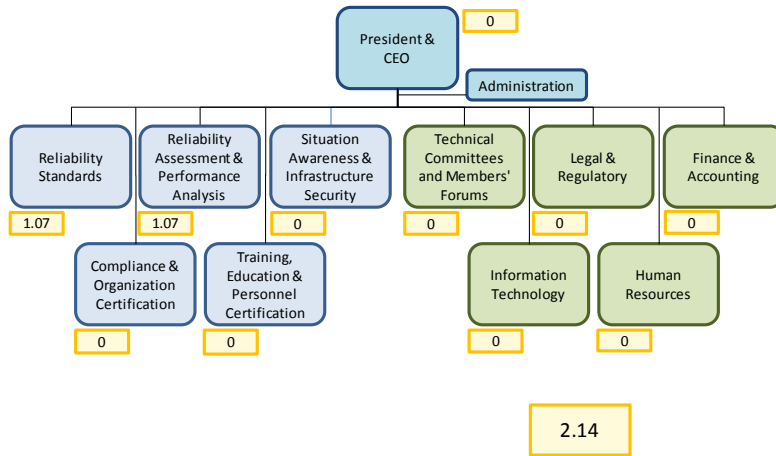 0
President &
CEO
Administration
Reliability
Standards
Reliability
Assessment &
Performance
Analysis
Situation
Awareness &
Infrastructure
Security
Technical
Committees
and Members'
Forums
Legal &
Regulatory
Finance &
Accounting
1.07
1.07
0
0
0
0
Compliance &
Organization
Certification
Training,
Education &
Personnel
Certification
Information
Technology
Human
Resources
0
0
0
0
2.14